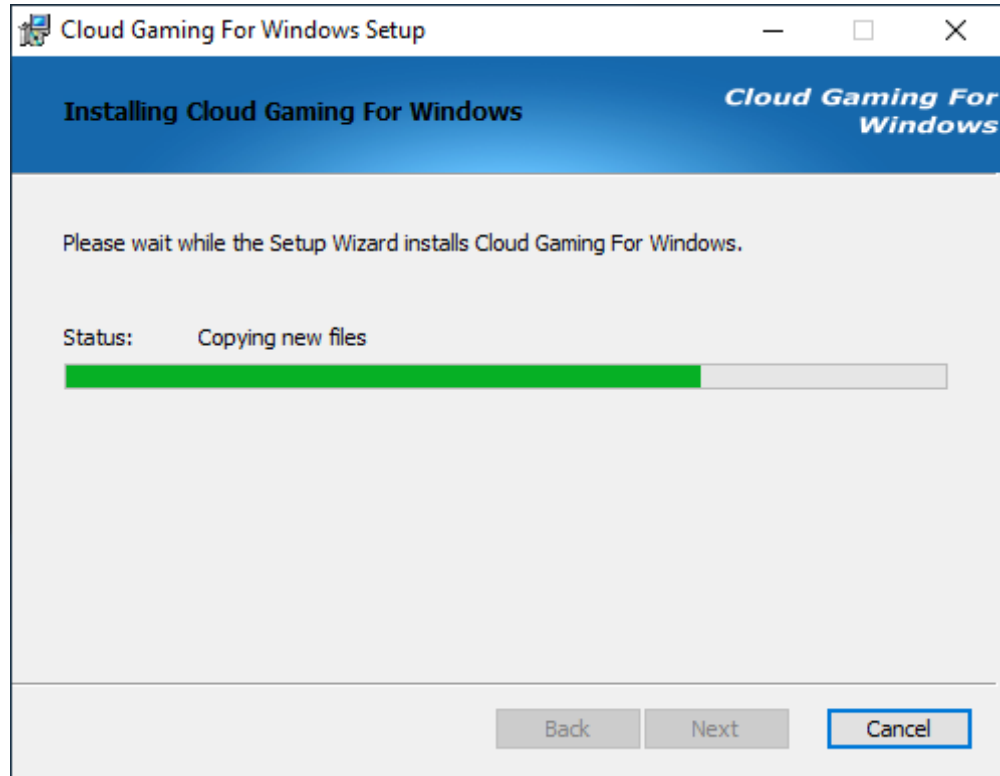 Cloud Gaming For Windows Setup
Installing Cloud Gaming For Windows
Cloud Gaming For
Windows
Please wait while the Setup Wizard installs Cloud Gaming For Windows.
Status: Copying new files
Back Next Cancel